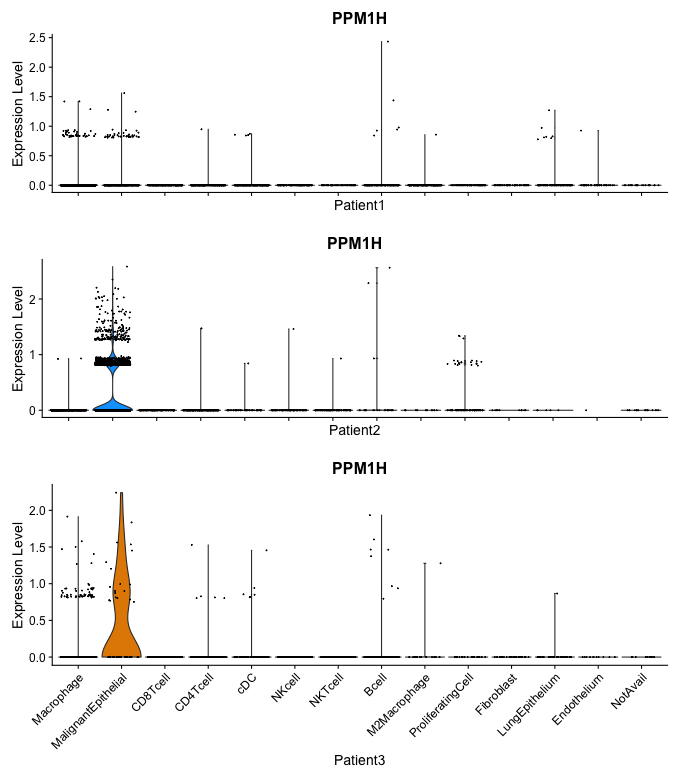 PPM1H
Expression Level
2.5
2.0
1.5
1.0
0.5
0.0
Patient1
PPM1H
Expression Level
2
1
0
Patient2
PPM1H
Expression Level
2.0
1.5
1.0
0.5
0.0
Macrophage
MalignantEpithelial
CD8Tcell
CD4Tcell
cDC
NKcell
NKTcell
Bcell
M2Macrophage
ProliferatingCell
Fibroblast
LungEpithelium
Endothelium
NotAvail
Patient3